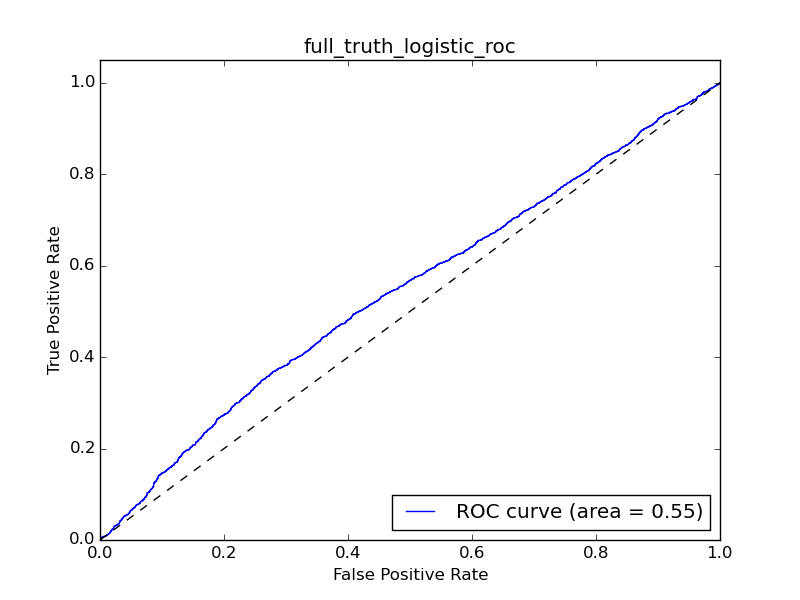 full_truth_logistic_roc
True Positive Rate
1.0
0.8
0.6
0.4
0.2
0.0
ROC curve (area = 0.55)
0.0 0.2 0.4 0.6 0.8 1.0
False Positive Rate